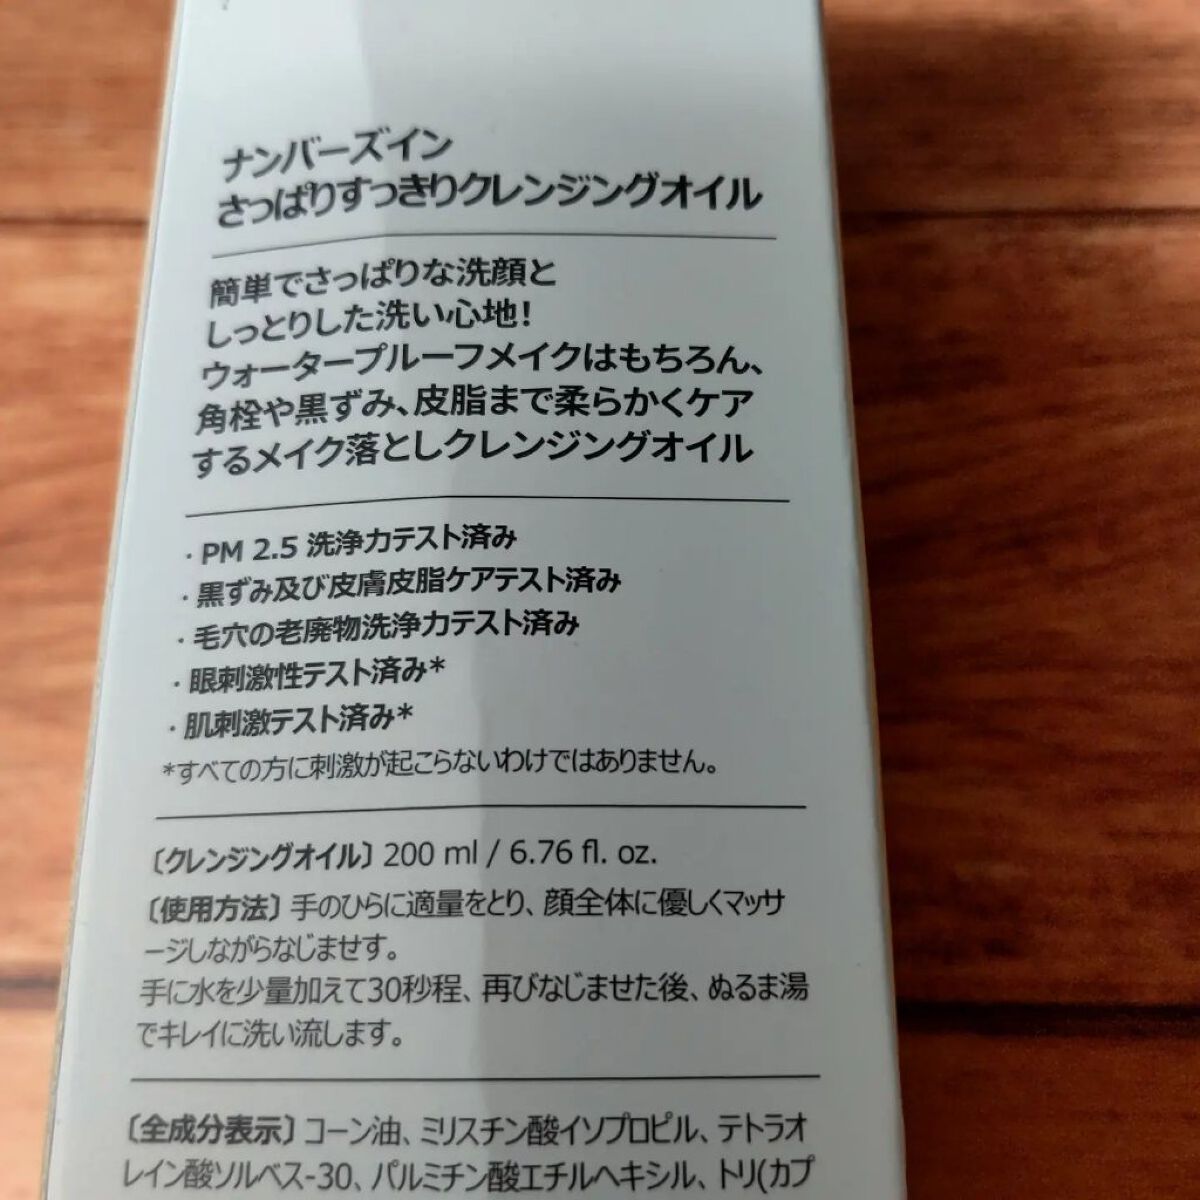 ナンバーズイン
さっぱりすっきりクレンジングオイル
簡単でさっぱりな洗顔と
しっとりした洗い心地!
ウォータープルーフメイクはもちろん、
角栓や黒ずみ、皮脂まで柔らかくケア
するメイク落としクレンジングオイル
・PM 2.5 洗浄力テスト済み
・黒ずみ及び皮膚皮脂ケアテスト済み
・毛穴の老廃物洗浄力テスト済み
・眼刺激性テスト済み*
・肌刺激テスト済み*
*すべての方に刺激が起こらないわけではありません。
〔クレンジングオイル〕200 ml / 6.76 fl. oz.
〔使用方法〕手のひらに適量をとり、顔全体に優しくマッサ
ージしながらなじませす。
手に水を少量加えて30秒程、再びなじませた後、ぬるま湯
でキレイに洗い流します。
〔全成分表示〕コーン油、ミリスチン酸イソプロピル、テトラオ
レイン酸ソルベス-30、パルミチン酸エチルヘキシル、トリ(カプ